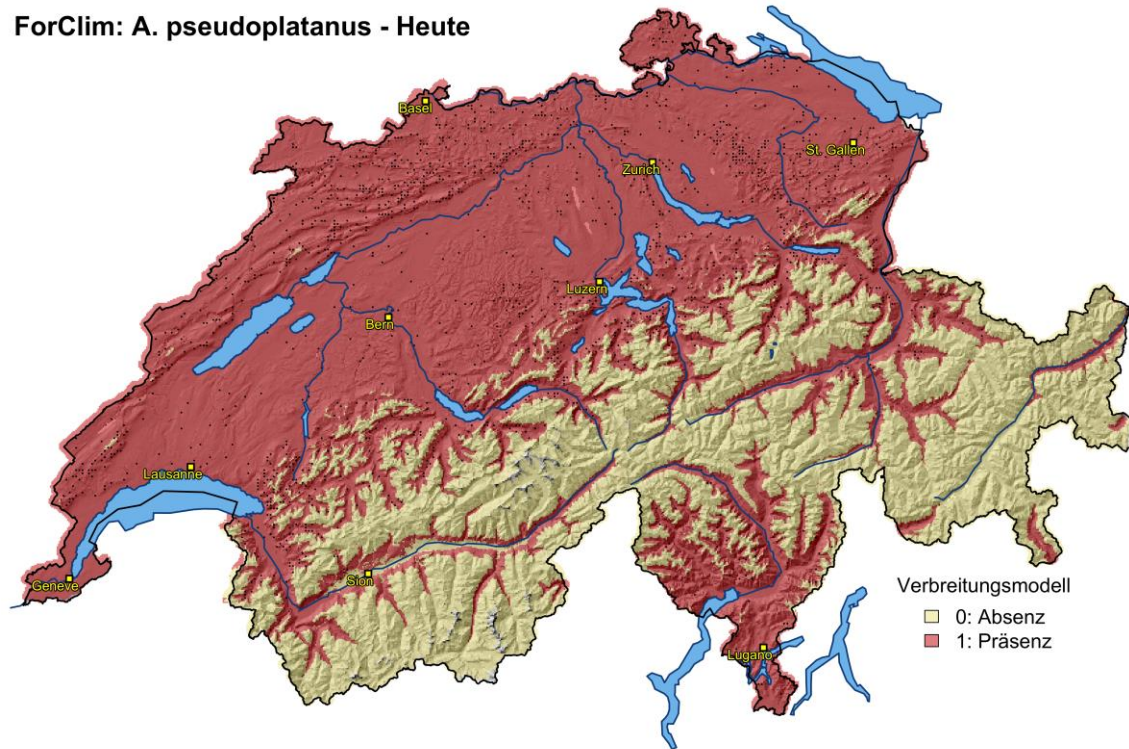 ForClim: A. pseudoplatanus - Heute
Basel
St. Gallen
Zurich
Luzern
Bern
Lausanne
Geneve
Sion
Lugano
Verbreitungsmodell
0: Absenz
1: Präsenz